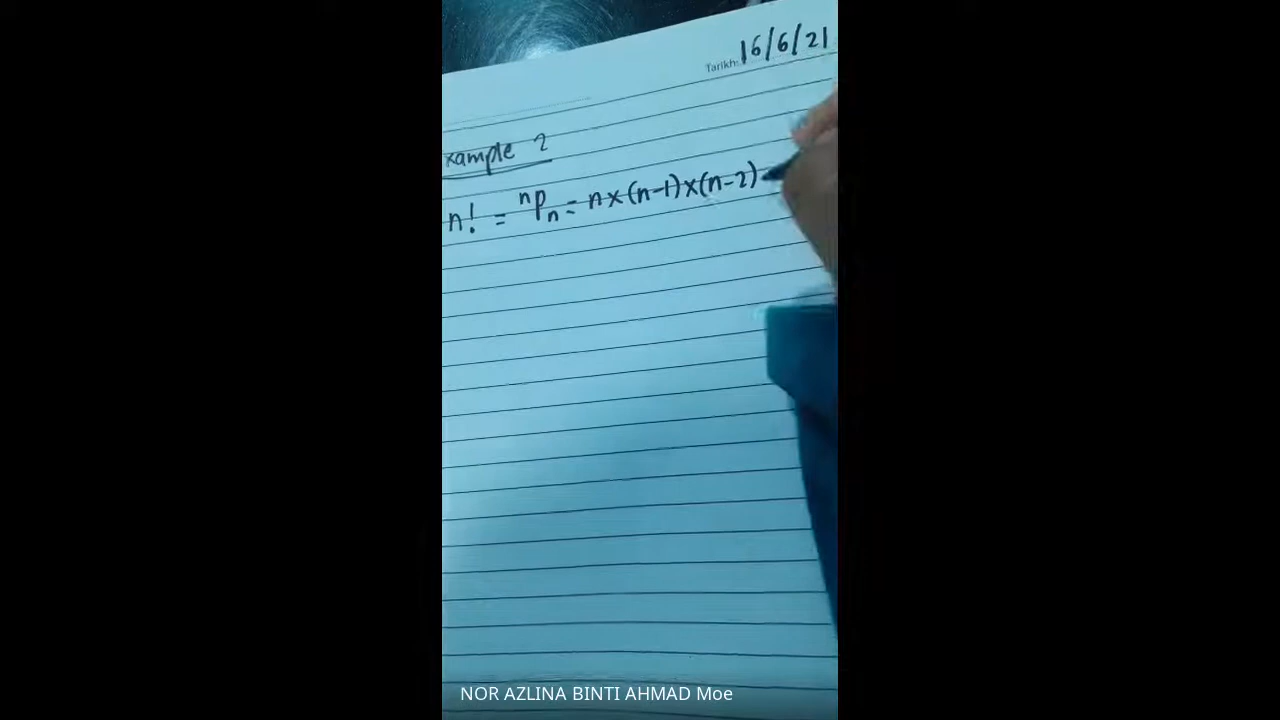 Tarikh: 16/6/21
xample 2
n! = ⁿPₙ = n×(n-1)×(n-2)
NOR AZLINA BINTI AHMAD Moe